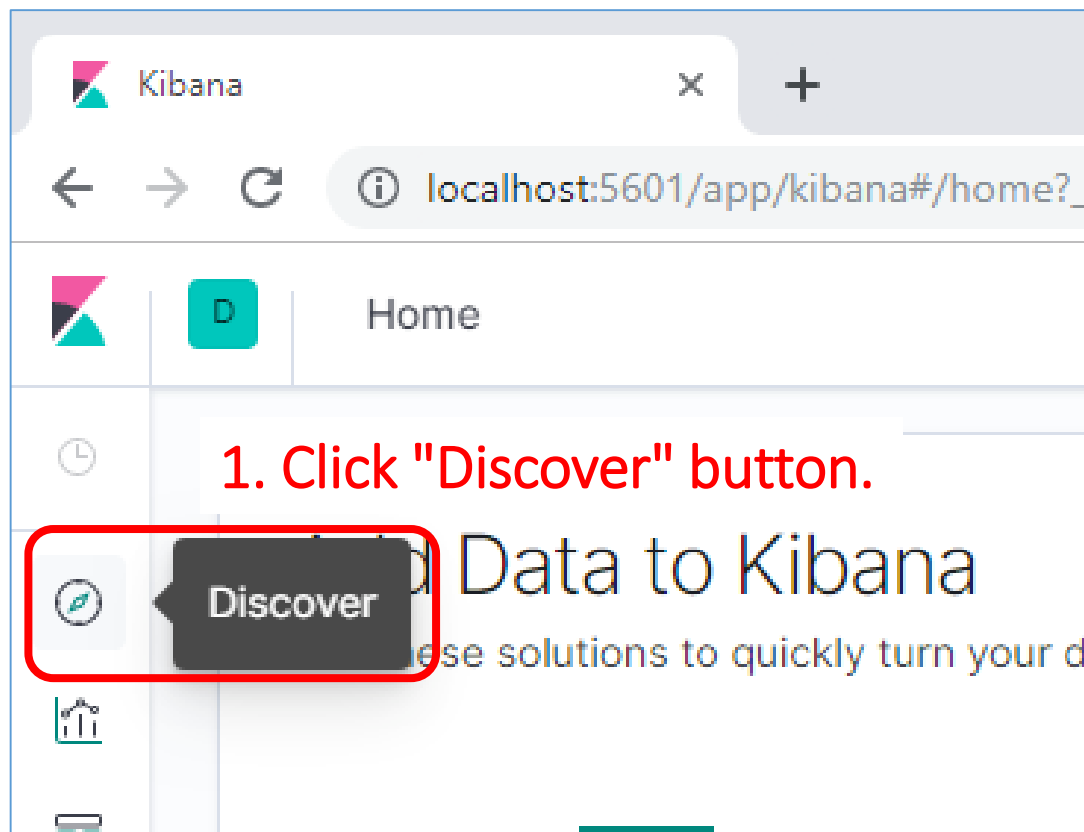 Kibana
localhost:5601/app/kibana#/home?_
D
Home
1. Click "Discover" button.
Data to Kibana
Discover
solutions to quickly turn your